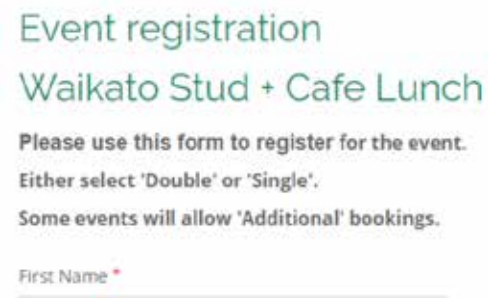 Event registration
Waikato Stud + Cafe Lunch
Please use this form to register for the event.
Either select 'Double' or 'Single'.
Some events will allow 'Additional' bookings.
First Name *